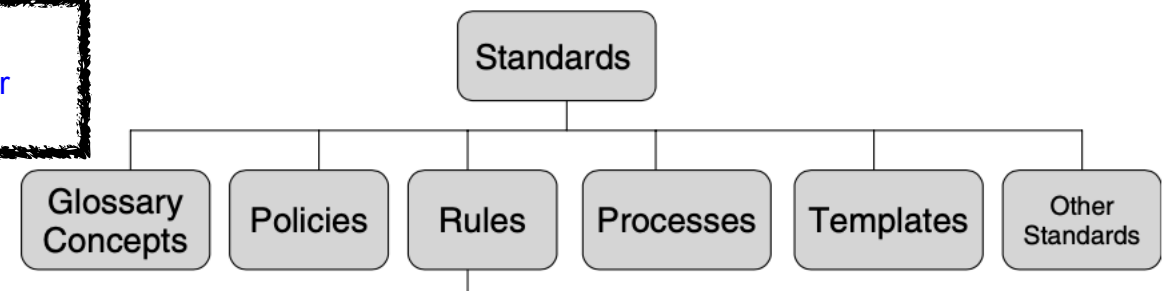 r
Standards
Glossary
Concepts
Policies
Rules
Processes
Templates
Other
Standards